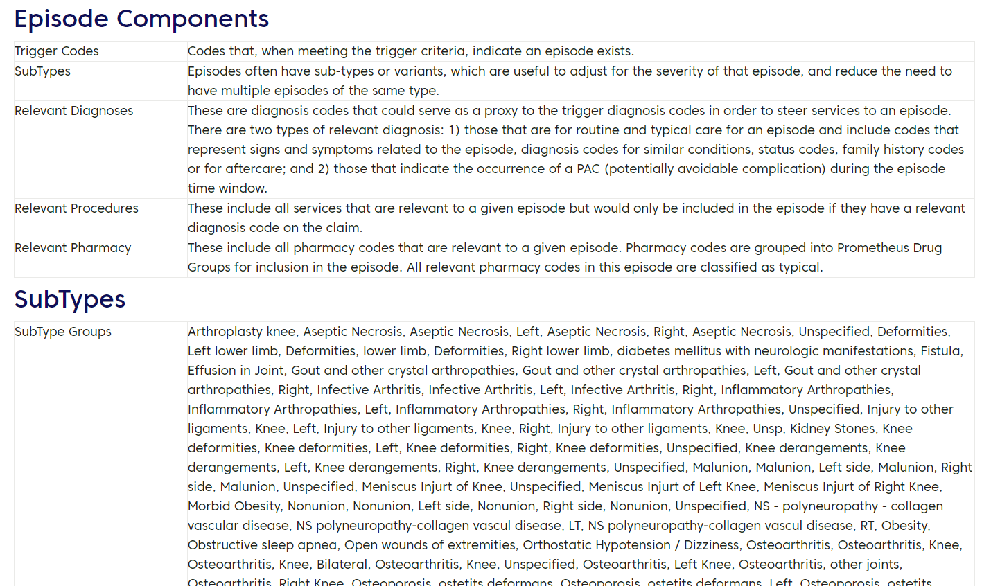 Episode Components
Trigger Codes
Codes that, when meeting the trigger criteria, indicate an episode exists.
SubTypes
Episodes often have sub-types or variants, which are useful to adjust for the severity of that episode, and reduce the need to
have multiple episodes of the same type.
Relevant Diagnoses
These are diagnosis codes that could serve as a proxy to the trigger diagnosis codes in order to steer services to an episode.
There are two types of relevant diagnosis: 1) those that are for routine and typical care for an episode and include codes that
represent signs and symptoms related to the episode, diagnosis codes for similar conditions, status codes, family history codes
or for aftercare; and 2) those that indicate the occurrence of a PAC (potentially avoidable complication) during the episode
time window.
Relevant Procedures
These include all services that are relevant to a given episode but would only be included in the episode if they have a relevant
diagnosis code on the claim.
Relevant Pharmacy
These include all pharmacy codes that are relevant to a given episode. Pharmacy codes are grouped into Prometheus Drug
Groups for inclusion in the episode. All relevant pharmacy codes in this episode are classified as typical.
SubTypes
SubType Groups
Arthroplasty knee, Aseptic Necrosis, Aseptic Necrosis, Left, Aseptic Necrosis, Right, Aseptic Necrosis, Unspecified, Deformities,
Left lower limb, Deformities, lower limb, Deformities, Right lower limb, diabetes mellitus with neurologic manifestations, Fistula,
Effusion in Joint, Gout and other crystal arthropathies, Gout and other crystal arthropathies, Left, Gout and other crystal
arthropathies, Right, Infective Arthritis, Infective Arthritis, Left, Infective Arthritis, Right, Inflammatory Arthropathies,
Inflammatory Arthropathies, Left, Inflammatory Arthropathies, Right, Inflammatory Arthropathies, Unspecified, Injury to other
ligaments, Knee, Left, Injury to other ligaments, Knee, Right, Injury to other ligaments, Knee, Unsp, Kidney Stones, Knee
deformities, Knee deformities, Left, Knee deformities, Right, Knee deformities, Unspecified, Knee derangements, Knee
derangements, Left, Knee derangements, Right, Knee derangements, Unspecified, Malunion, Malunion, Left side, Malunion, Right
side, Malunion, Unspecified, Meniscus Injurt of Knee, Unspecified, Meniscus Injurt of Left Knee, Meniscus Injurt of Right Knee,
Morbid Obesity, Nonunion, Nonunion, Left side, Nonunion, Right side, Nonunion, Unspecified, NS - polyneuropathy - collagen
vascular disease, NS polyneuropathy-collagen vascul disease, LT, NS polyneuropathy-collagen vascul disease, RT, Obesity,
Obstructive sleep apnea, Open wounds of extremities, Orthostatic Hypotension / Dizziness, Osteoarthritis, Osteoarthritis, Knee,
Osteoarthritis, Knee, Bilateral, Osteoarthritis, Knee, Unspecified, Osteoarthritis, Left Knee, Osteoarthritis, other joints,
Osteoarthritis, Right Knee, Osteoporosis, ostetits deformans, Osteoporosis, ostetits deformans, Left, Osteoporosis, ostetits